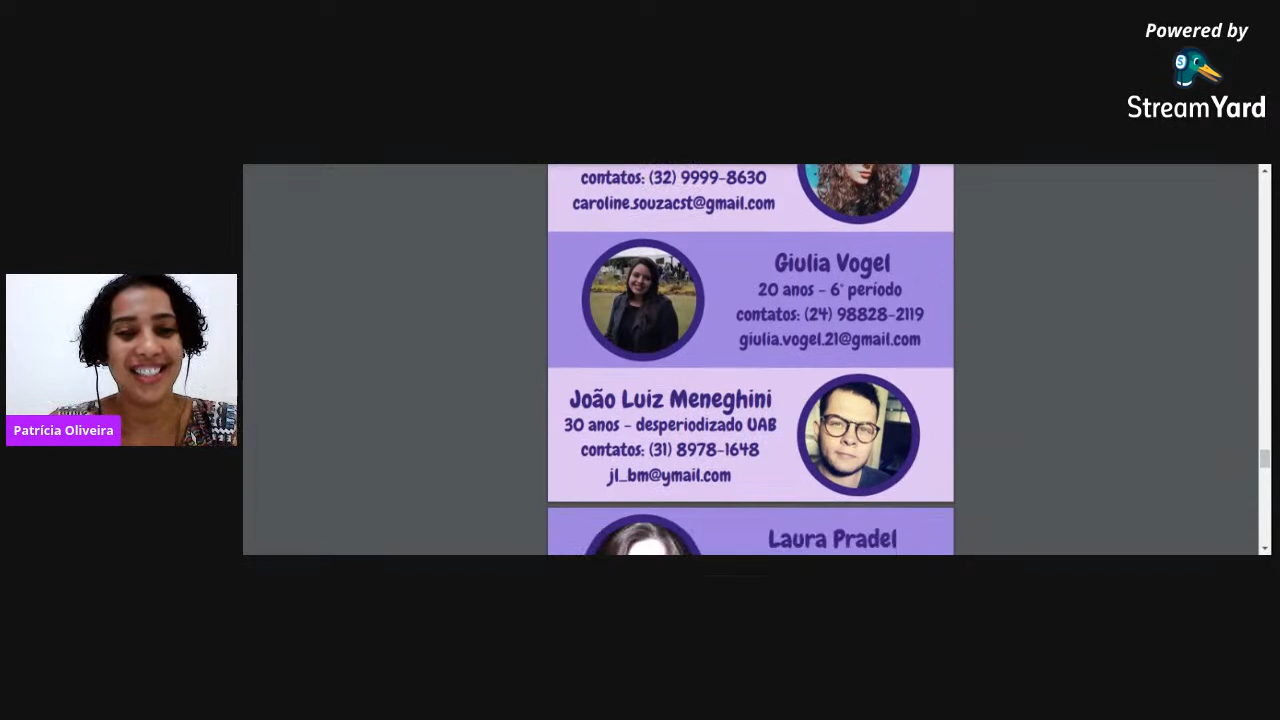 Powered by
StreamYard
contatos: (32) 9999-8630
caroline.souzacst@gmail.com
Giulia Vogel
20 anos - 6º período
contatos: (24) 98828-2119
giulia.vogel.21@gmail.com
João Luiz Meneghini
30 anos - desperiodizado UAB
contatos: (31) 8978-1648
jl_bm@ymail.com
Laura Pradel
Patrícia Oliveira